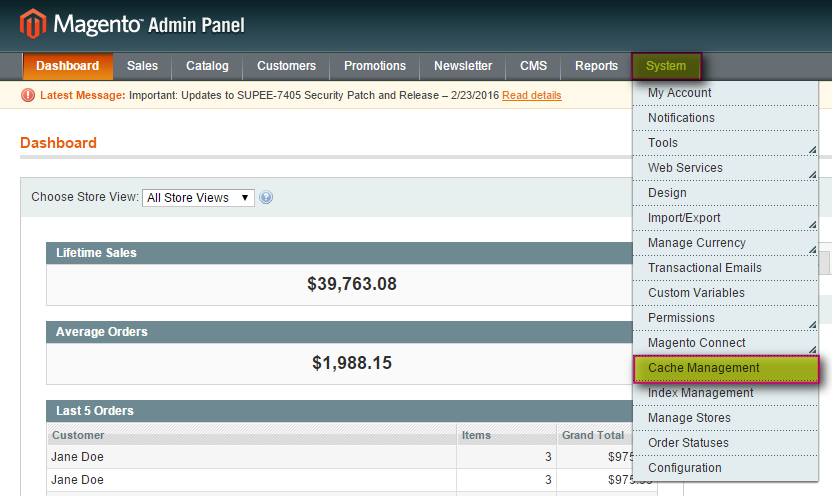 Magento Admin Panel
Dashboard Sales Catalog Customers Promotions Newsletter CMS Reports System
Latest Message: Important: Updates to SUPEE-7405 Security Patch and Release – 2/23/2016 Read details
My Account
Notifications
Tools
Web Services
Design
Import/Export
Manage Currency
Transactional Emails
Custom Variables
Permissions
Magento Connect
Cache Management
Index Management
Manage Stores
Order Statuses
Configuration
Dashboard
Choose Store View: All Store Views
Lifetime Sales
$39,763.08
Average Orders
$1,988.15
Last 5 Orders
Customer Items Grand Total
Jane Doe 3
Jane Doe 3